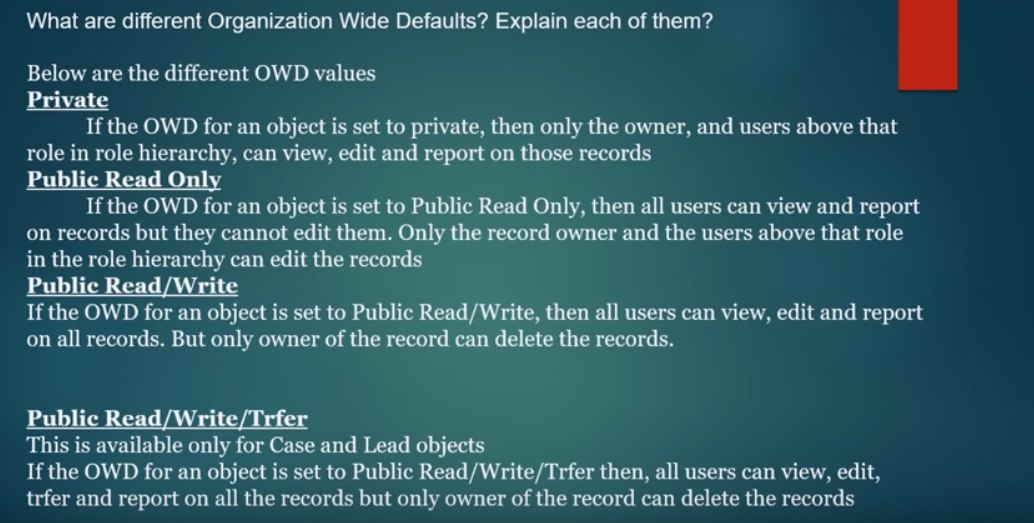 What are different Organization Wide Defaults? Explain each of them?
Below are the different OWD values
Private
If the OWD for an object is set to private, then only the owner, and users above that
role in role hierarchy, can view, edit and report on those records
Public Read Only
If the OWD for an object is set to Public Read Only, then all users can view and report
on records but they cannot edit them. Only the record owner and the users above that role
in the role hierarchy can edit the records
Public Read/Write
If the OWD for an object is set to Public Read/Write, then all users can view, edit and report
on all records. But only owner of the record can delete the records.
Public Read/Write/Trfer
This is available only for Case and Lead objects
If the OWD for an object is set to Public Read/Write/Trfer then, all users can view, edit,
trfer and report on all the records but only owner of the record can delete the records